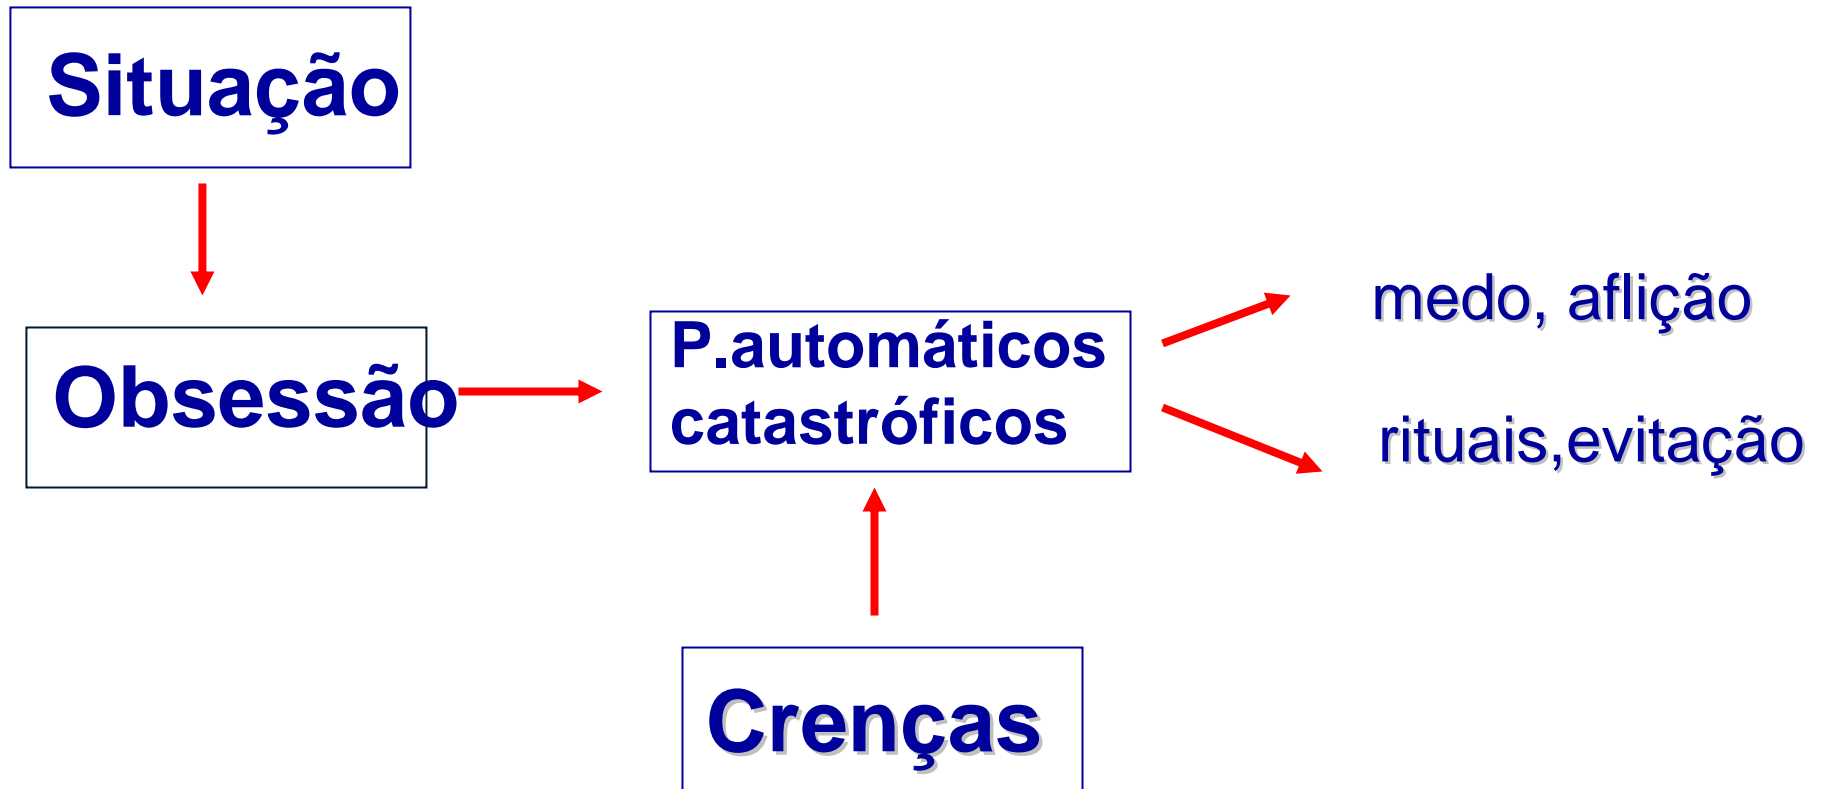 Situação
Obsessão
P.automáticos
catastróficos
medo, aflição
rituais,evitação
Crenças